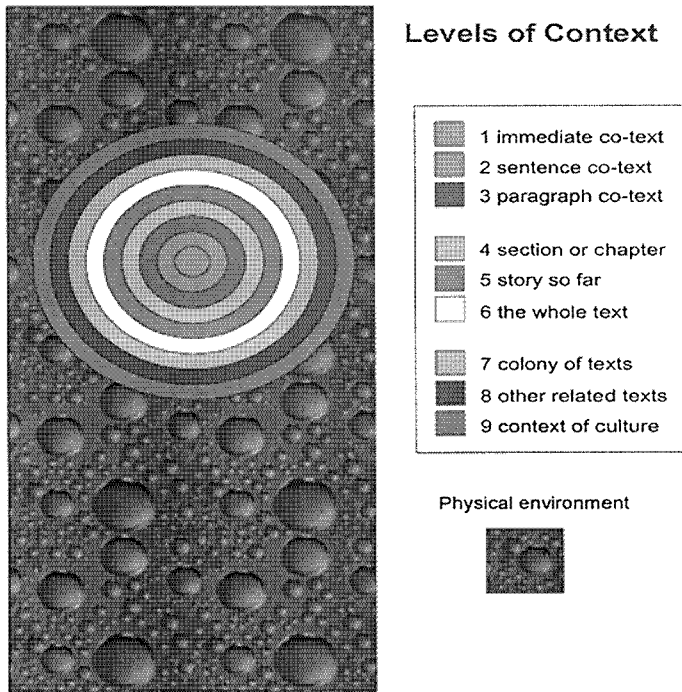 Levels of Context
1 immediate co-text
2 sentence co-text
3 paragraph co-text
4 section or chapter
5 story so far
6 the whole text
7 colony of texts
8 other related texts
9 context of culture
Physical environment